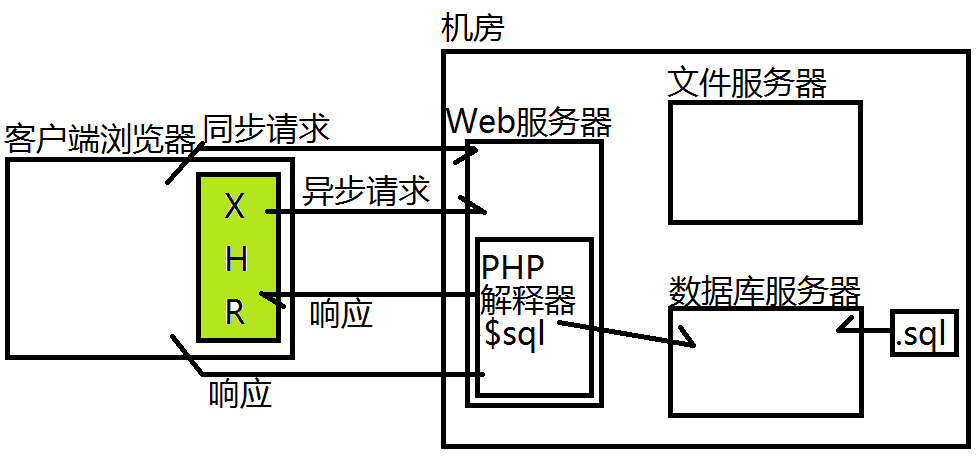 机房
文件服务器
Web服务器
客户端浏览器
同步请求
异步请求
X
H
R
PHP
解释器
$sql
响应
响应
数据库服务器
.sql